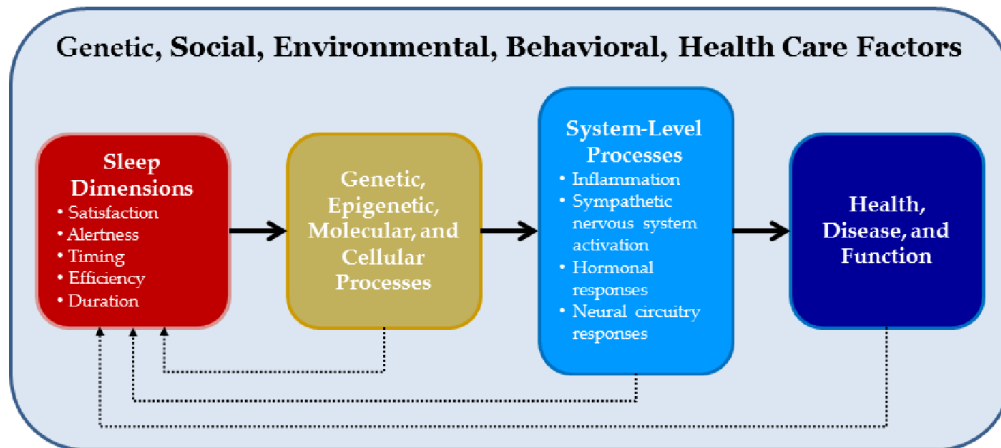 Genetic, Social, Environmental, Behavioral, Health Care Factors
Sleep
Dimensions
• Satisfaction
• Alertness
• Timing
• Efficiency
• Duration
Genetic,
Epigenetic,
Molecular, and
Cellular
Processes
System-Level
Processes
• Inflammation
• Sympathetic
nervous system
activation
• Hormonal
responses
• Neural circuitry
responses
Health,
Disease, and
Function